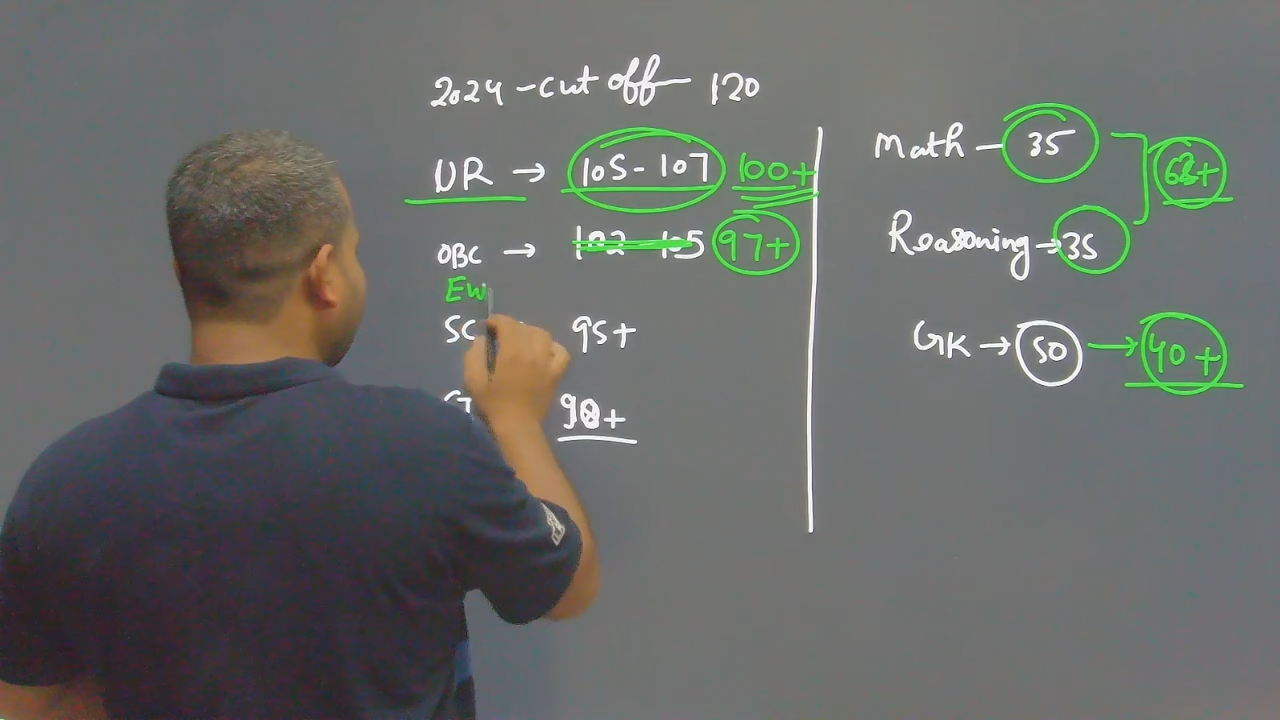 2024 - cut off - 120
UR → 105 - 107 100+
OBC → 102 - 105 97+
EW
SC 95+
90+
Math - 35
68+
Reasoning → 35
GK → 50 → 40+